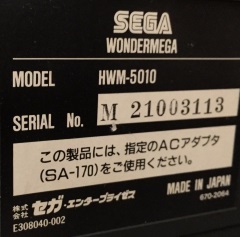 SEGA
WONDERMEGA
MODEL HWM-5010
SERIAL No. M 21003113
この製品には、指定のACアダプタ
(SA-170)をご使用ください。
MADE IN JAPAN
670-2064
株式会社 セガ・エンタープライゼス
E308040-002